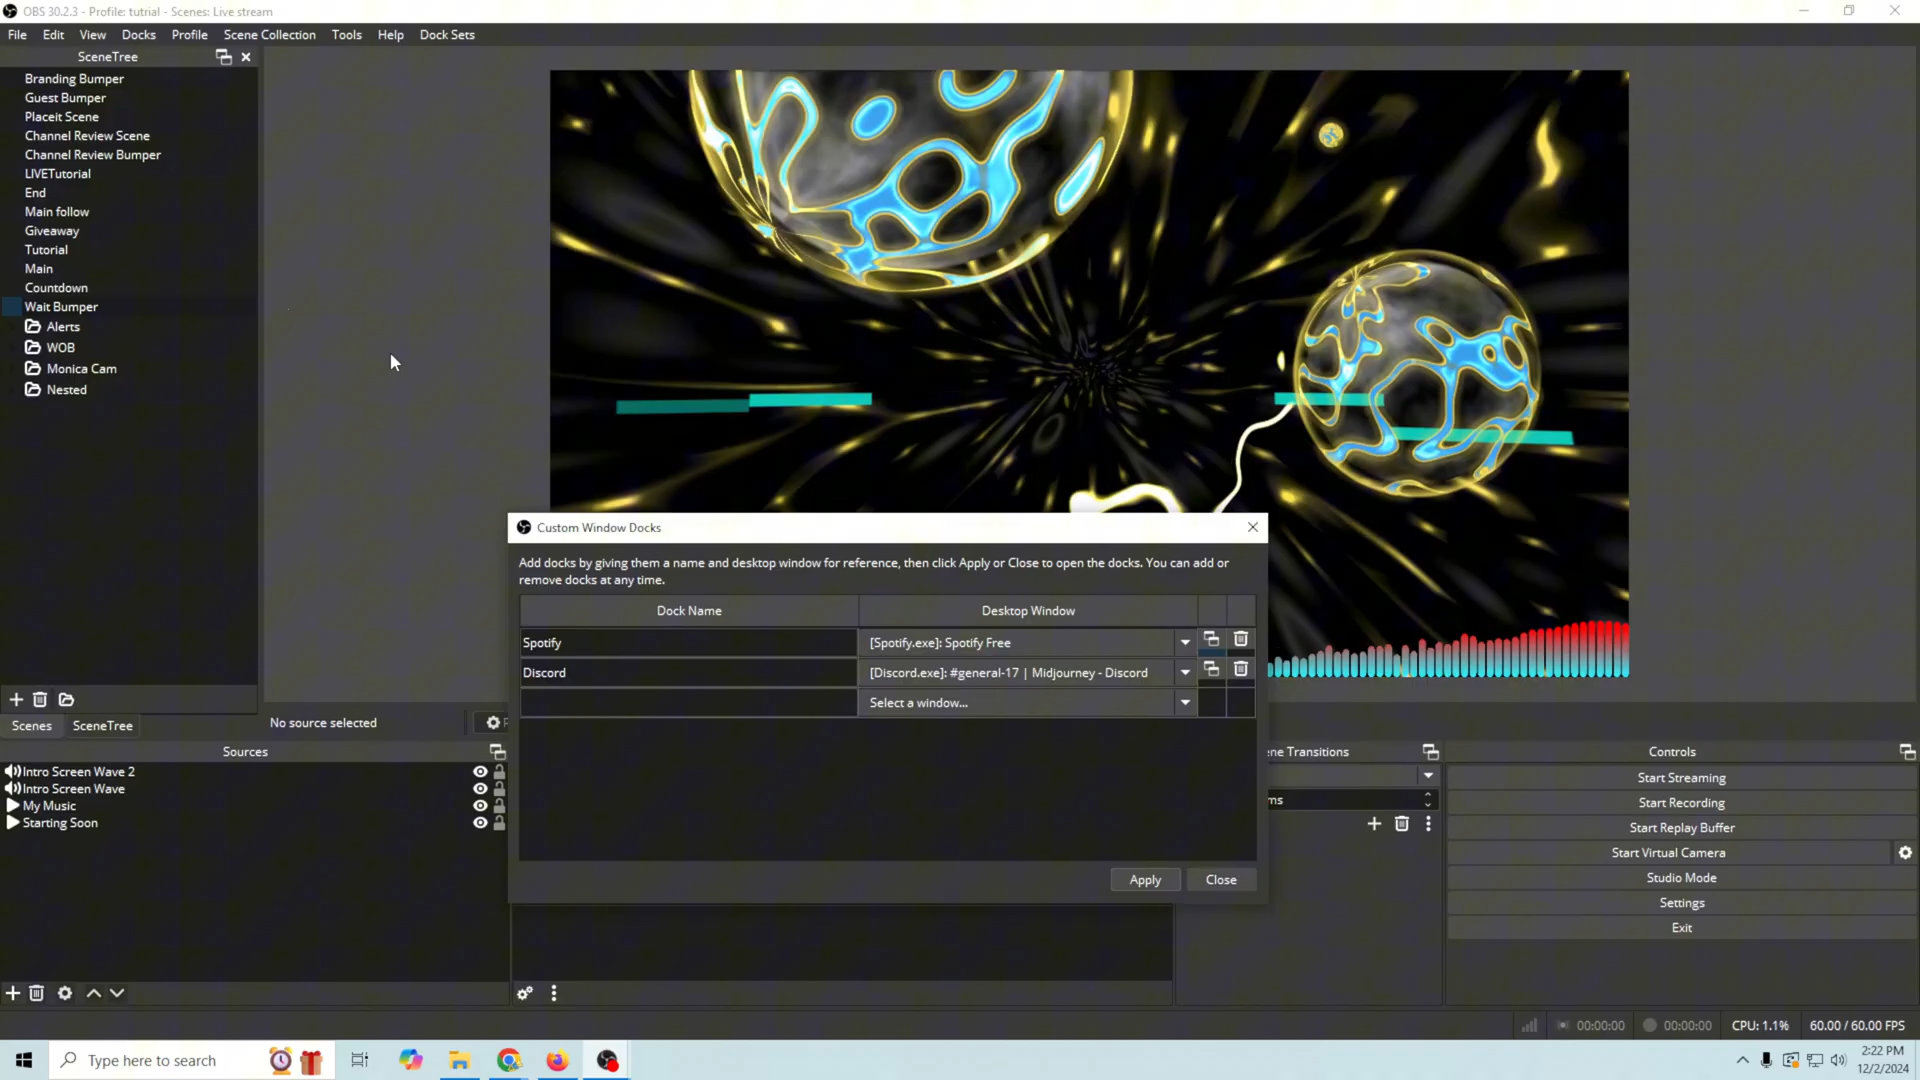 OBS 30.2.3 - Profile: tutrial - Scenes: Live stream
File Edit View Docks Profile Scene Collection Tools Help Dock Sets
SceneTree
Branding Bumper
Guest Bumper
Placeit Scene
Channel Review Scene
Channel Review Bumper
LIVETutorial
End
Main follow
Giveaway
Tutorial
Main
Countdown
Wait Bumper
Alerts
WOB
Monica Cam
Nested
Scenes SceneTree
No source selected
Sources
Intro Screen Wave 2
Intro Screen Wave
My Music
Starting Soon
Custom Window Docks
Add docks by giving them a name and desktop window for reference, then click Apply or Close to open the docks. You can add or
remove docks at any time.
Dock Name Desktop Window
Spotify [Spotify.exe]: Spotify Free
Discord [Discord.exe]: #general-17 | Midjourney - Discord
Select a window...
Apply Close
ne Transitions
ms
Controls
Start Streaming
Start Recording
Start Replay Buffer
Start Virtual Camera
Studio Mode
Settings
Exit
00:00:00 00:00:00 CPU: 1.1% 60.00 / 60.00 FPS
Type here to search
2:22 PM
12/2/2024